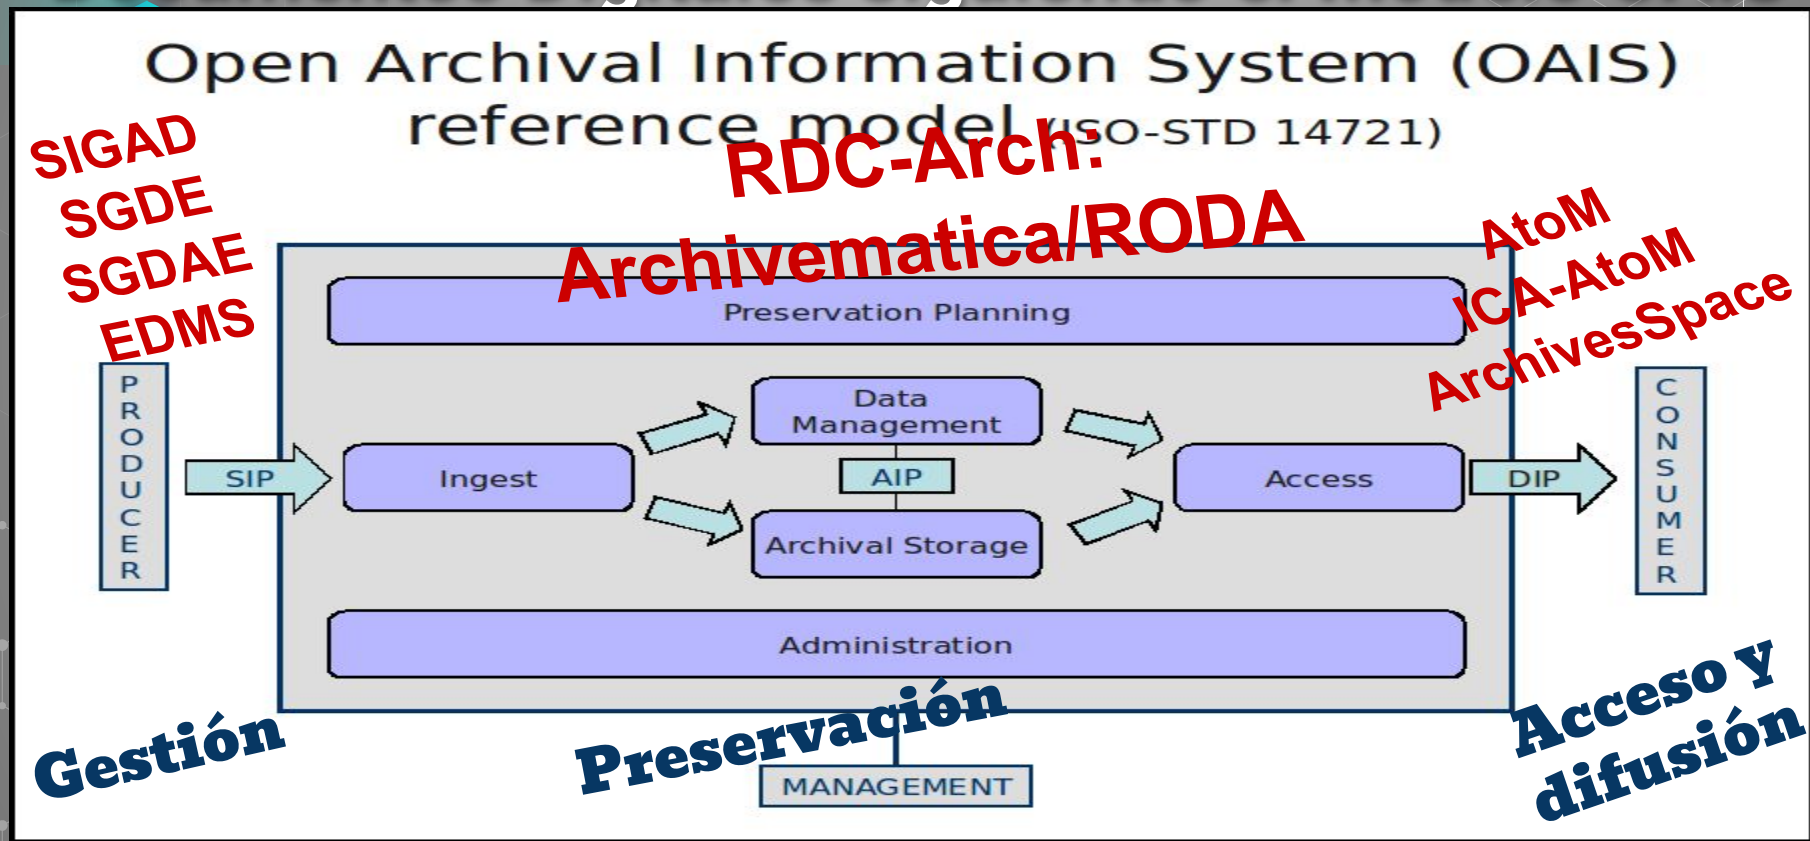 Open Archival Information System (OAIS)
reference model (ISO-STD 14721)
SIGAD
SGDE
SGDAE
EDMS
RDC-Arch:
Archivematica/RODA
AtoM
ICA-AtoM
ArchivesSpace
Preservation Planning
PRODUCER
SIP
Ingest
Data
Management
AIP
Archival Storage
Access
DIP
CONSUMER
Administration
Gestión
Preservación
Acceso y
difusión
MANAGEMENT